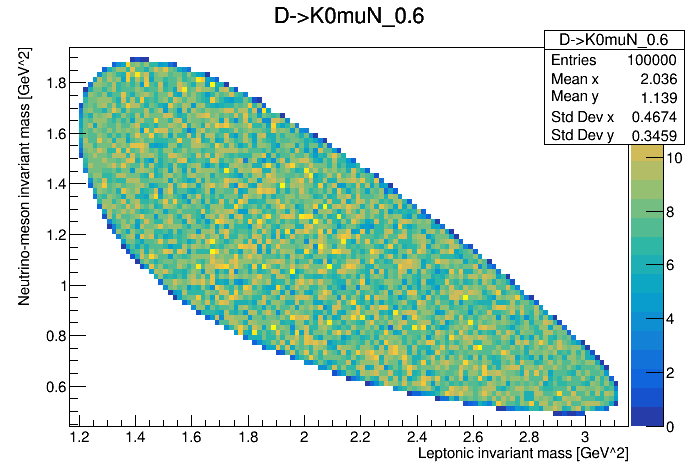 D->K0muN_0.6
D->K0muN_0.6
Entries 100000
Mean x 2.036
Mean y 1.139
Std Dev x 0.4674
Std Dev y 0.3459
Neutrino-meson invariant mass [GeV^2]
1.8
1.6
1.4
1.2
1
0.8
0.6
10
8
6
4
2
0
1.2 1.4 1.6 1.8 2 2.2 2.4 2.6 2.8 3
Leptonic invariant mass [GeV^2]